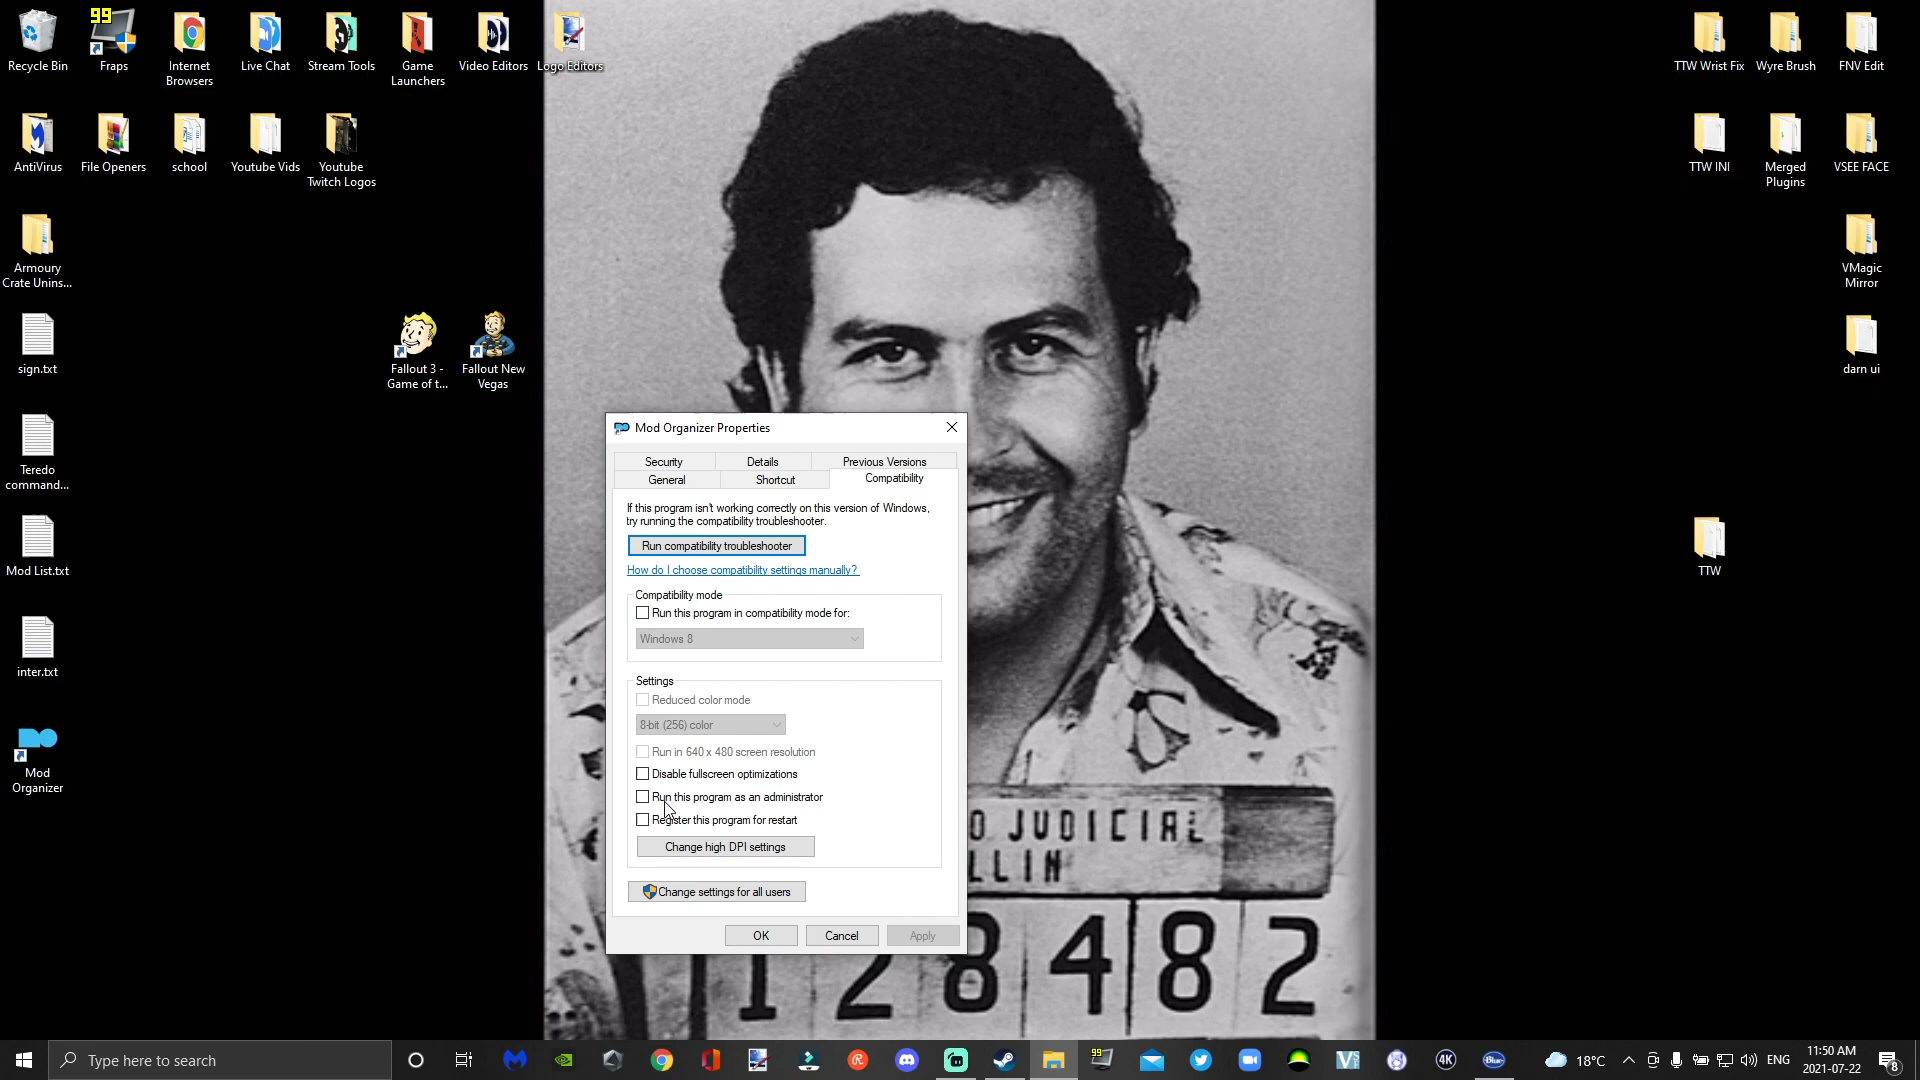 99
Recycle Bin
Fraps
Internet
Browsers
Live Chat
Stream Tools
Game
Launchers
Video Editors
Logo Editors
TTW Wrist Fix
Wyre Brush
FNV Edit
AntiVirus
File Openers
school
Youtube Vids
Youtube
Twitch Logos
TTW INI
Merged
Plugins
VSEE FACE
Armoury
Crate Unins...
VMagic
Mirror
sign.txt
Fallout 3 -
Game of t...
Fallout New
Vegas
darn ui
Teredo
command...
Mod List.txt
TTW
inter.txt
Mod
Organizer
Mod Organizer Properties
Security
Details
Previous Versions
General
Shortcut
Compatibility
If this program isn't working correctly on this version of Windows,
try running the compatibility troubleshooter.
Run compatibility troubleshooter
How do I choose compatibility settings manually?
Compatibility mode
Run this program in compatibility mode for:
Windows 8
Settings
Reduced color mode
8-bit (256) color
Run in 640 x 480 screen resolution
Disable fullscreen optimizations
Run this program as an administrator
Register this program for restart
Change high DPI settings
Change settings for all users
OK
Cancel
Apply
O JUDICIAL
LLIN
128482
Type here to search
99
4K
Blue
18°C
ENG
11:50 AM
2021-07-22
8